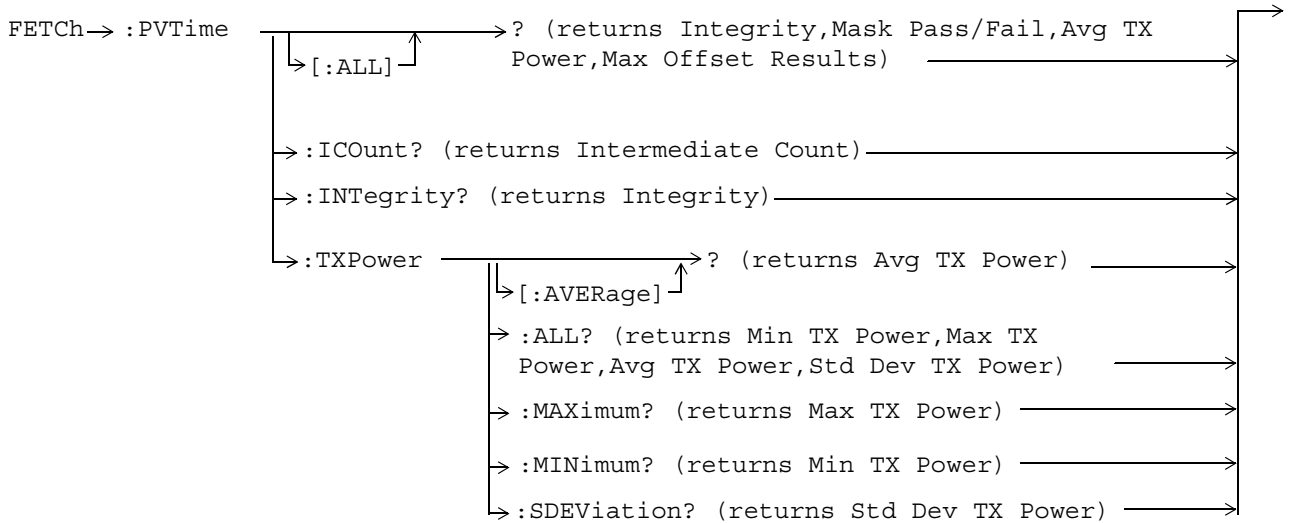 FETCh :PVTime ? (returns Integrity,Mask Pass/Fail,Avg TX
[:ALL] Power,Max Offset Results)
:ICOunt? (returns Intermediate Count)
:INTegrity? (returns Integrity)
:TXPower ? (returns Avg TX Power)
[:AVERage]
:ALL? (returns Min TX Power,Max TX
Power,Avg TX Power,Std Dev TX Power)
:MAXimum? (returns Max TX Power)
:MINimum? (returns Min TX Power)
:SDEViation? (returns Std Dev TX Power)